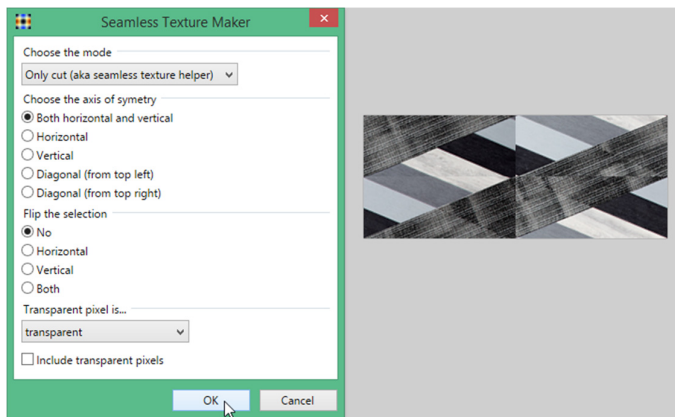 Seamless Texture Maker
Choose the mode
Only cut (aka seamless texture helper)
Choose the axis of symetry
Both horizontal and vertical
Horizontal
Vertical
Diagonal (from top left)
Diagonal (from top right)
Flip the selection
No
Horizontal
Vertical
Both
Transparent pixel is...
transparent
Include transparent pixels
OK
Cancel